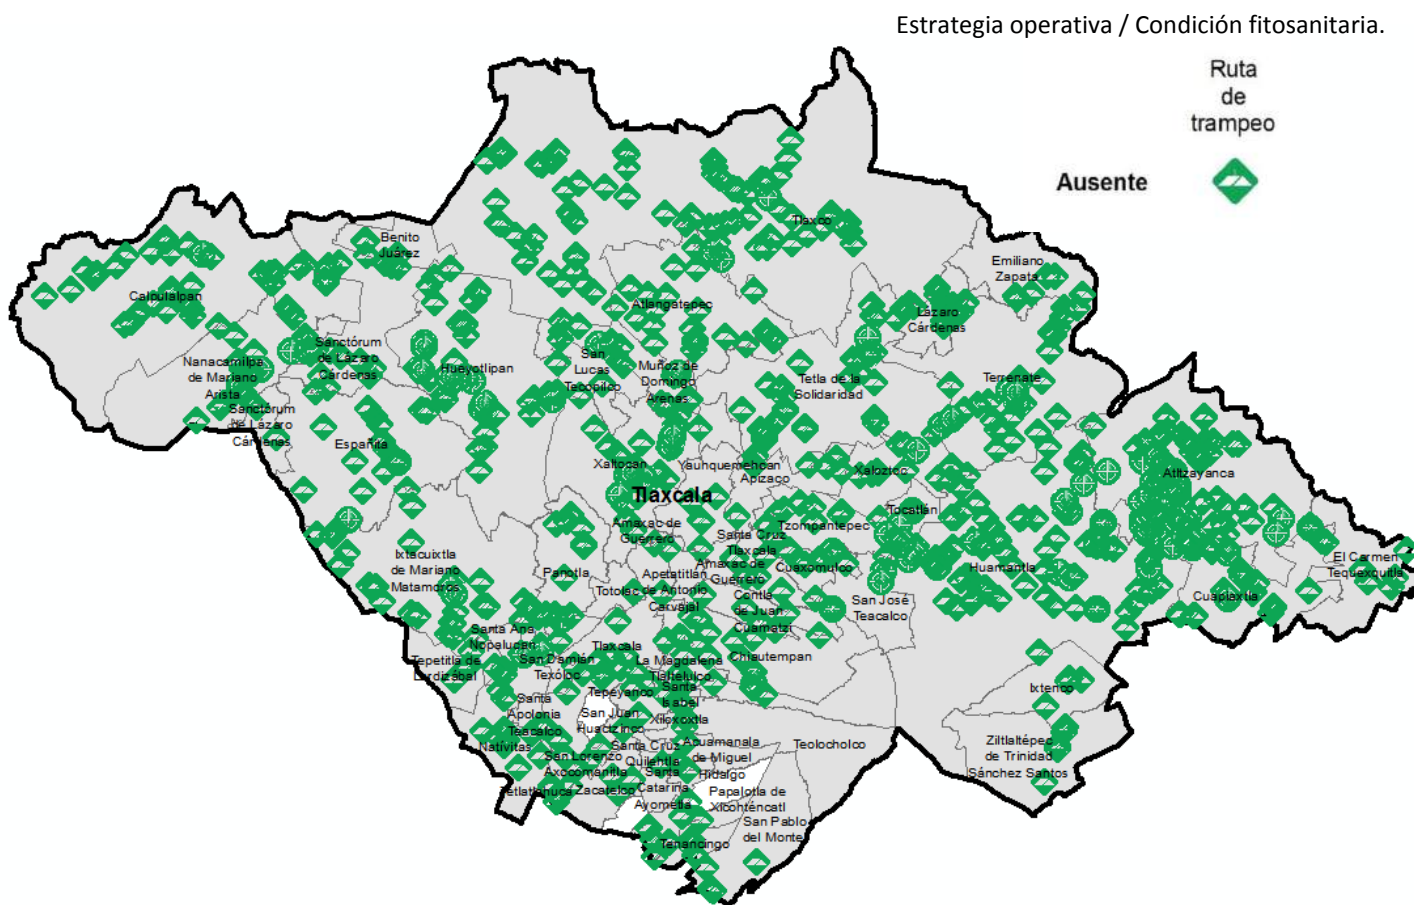 Estrategia operativa / Condición fitosanitaria.
Ruta
de
trampeo
Ausente
Benito
Juárez
Tlaxco
Emiliano
Zapata
Calpulalpan
Atlangatepec
Lázaro
Cárdenas
Sanctórum
de Lázaro
Cárdenas
Nanacamilpa
de Mariano
Arista
Hueyotlipan
San
Lucas
Tecopilco
Muñoz de
Domingo
Arenas
Tetla de la
Solidaridad
Terrenate
Sanctórum
de Lázaro
Cárdenas
Españita
Xaltocan
Yauhquemehcan
Apizaco
Xaloztoc
Atltzayanca
Tlaxcala
Tocatlán
Amaxac de
Guerrero
Santa Cruz
Tlaxcala
Tzompantepec
Ixtacuixtla
de Mariano
Matamoros
Panotla
Apetatitlán
de Antonio
Carvajal
Amaxac de
Guerrero
Cuaxomulco
Huamantla
El Carmen
Tequexquitla
Totolac
Contla
de Juan
Cuamatzi
San José
Teacalco
Cuapiaxtla
Santa Ana
Nopalucan
Tepetitla de
Lardizábal
San Damián
Texóloc
Tlaxcala
La Magdalena
Tlaltelulco
Chiautempan
Tepeyanco
Santa
Isabel
Xiloxoxtla
Ixtenco
Santa
Apolonia
Teacalco
San Juan
Huactzinco
Nativitas
Santa Cruz
Quilehtla
Acuamanala
de Miguel
Hidalgo
Teolocholco
Ziltlaltépec
de Trinidad
Sánchez Santos
San Lorenzo
Axocomanitla
Tetlatlahuca
Zacatelco
Santa
Catarina
Ayometla
Papalotla de
Xicohténcatl
San Pablo
del Monte
Tenancingo